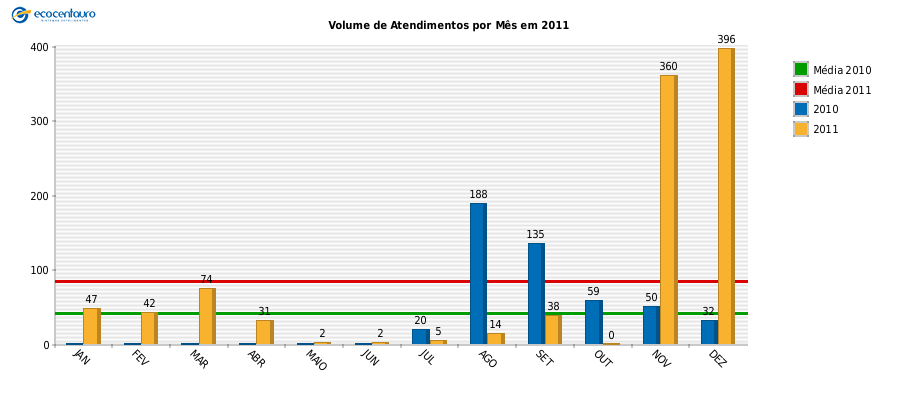 ecocentauro
Volume de Atendimentos por Mês em 2011
400
300
200
100
0
47
42
74
31
2
2
20
5
188
14
135
38
59
0
50
360
32
396
JAN
FEV
MAR
ABR
MAIO
JUN
JUL
AGO
SET
OUT
NOV
DEZ
Média 2010
Média 2011
2010
2011